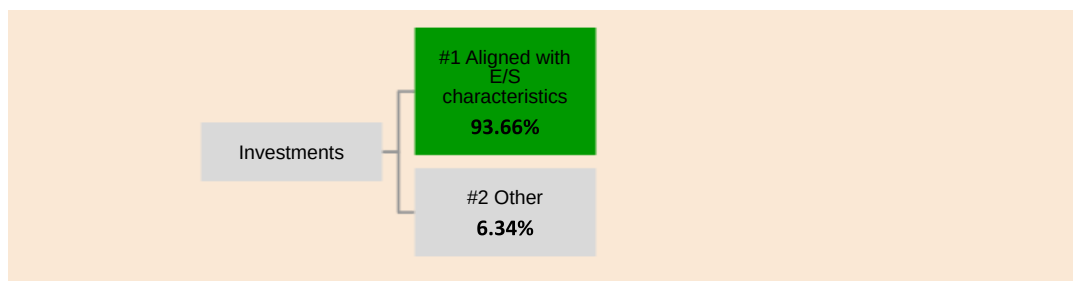 #1 Aligned with
E/S
characteristics
93.66%
Investments
#2 Other
6.34%